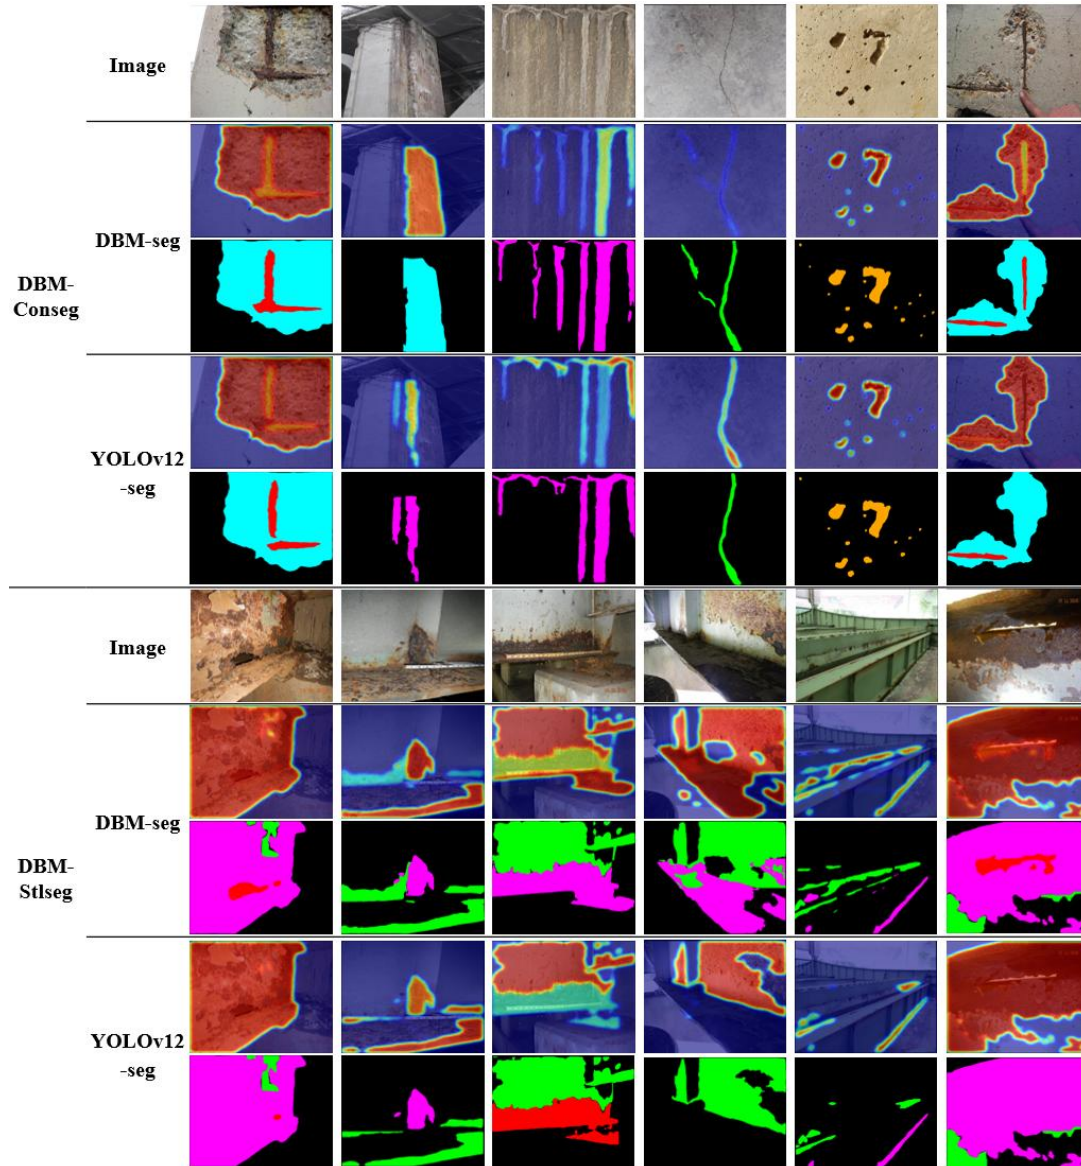 Image
DBM-seg
DBM-
Conseg
YOLOv12
-seg
Image
DBM-seg
DBM-
Stlseg
YOLOv12
-seg